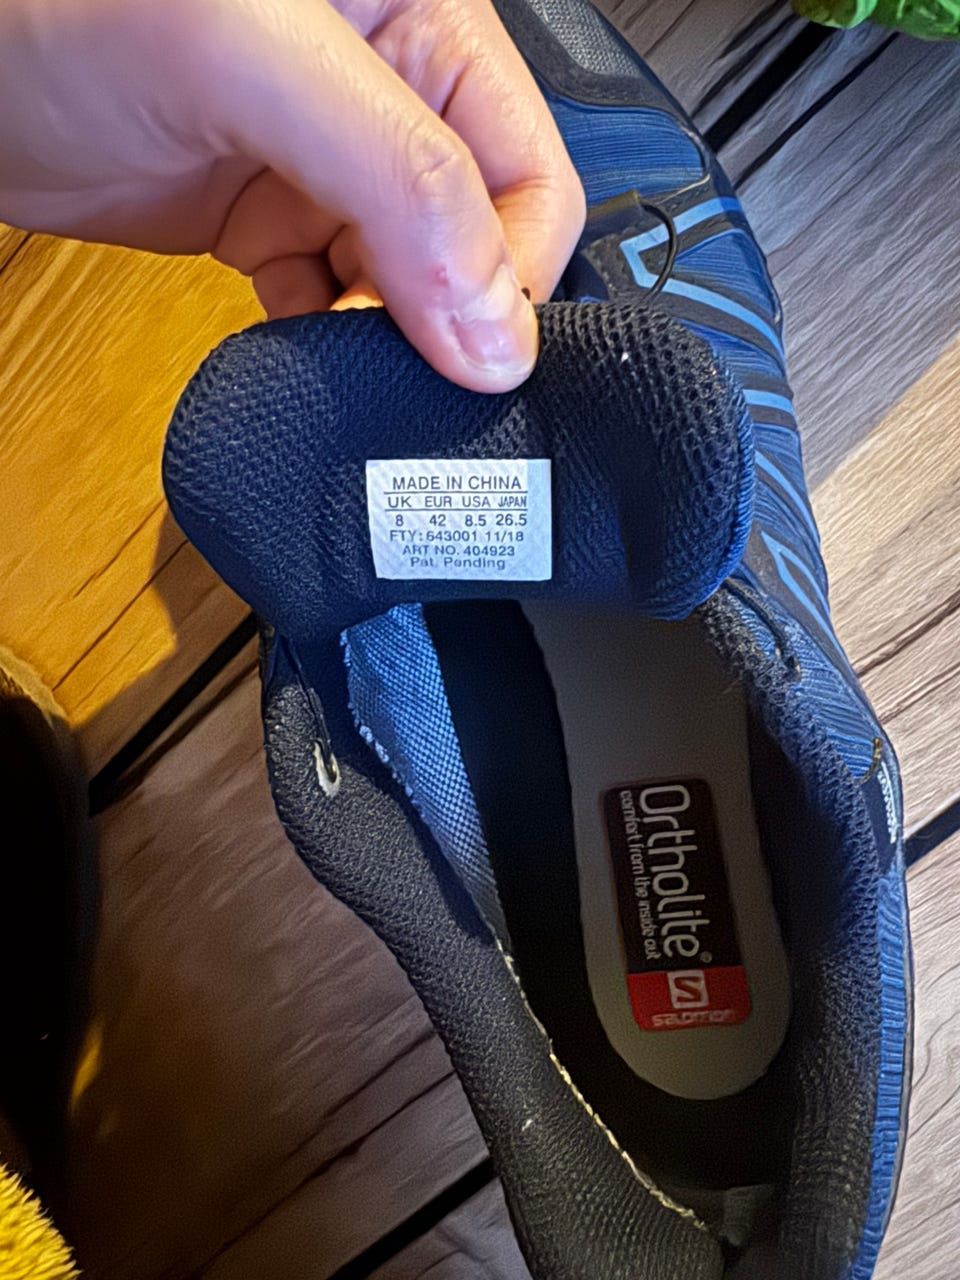 MADE IN CHINA
UK EUR USA JAPAN
8 42 8.5 26.5
FTY: 643001 11/18
ART NO. 404923
Pat. Pending
Ortholite®
comfort from the inside out
salomon